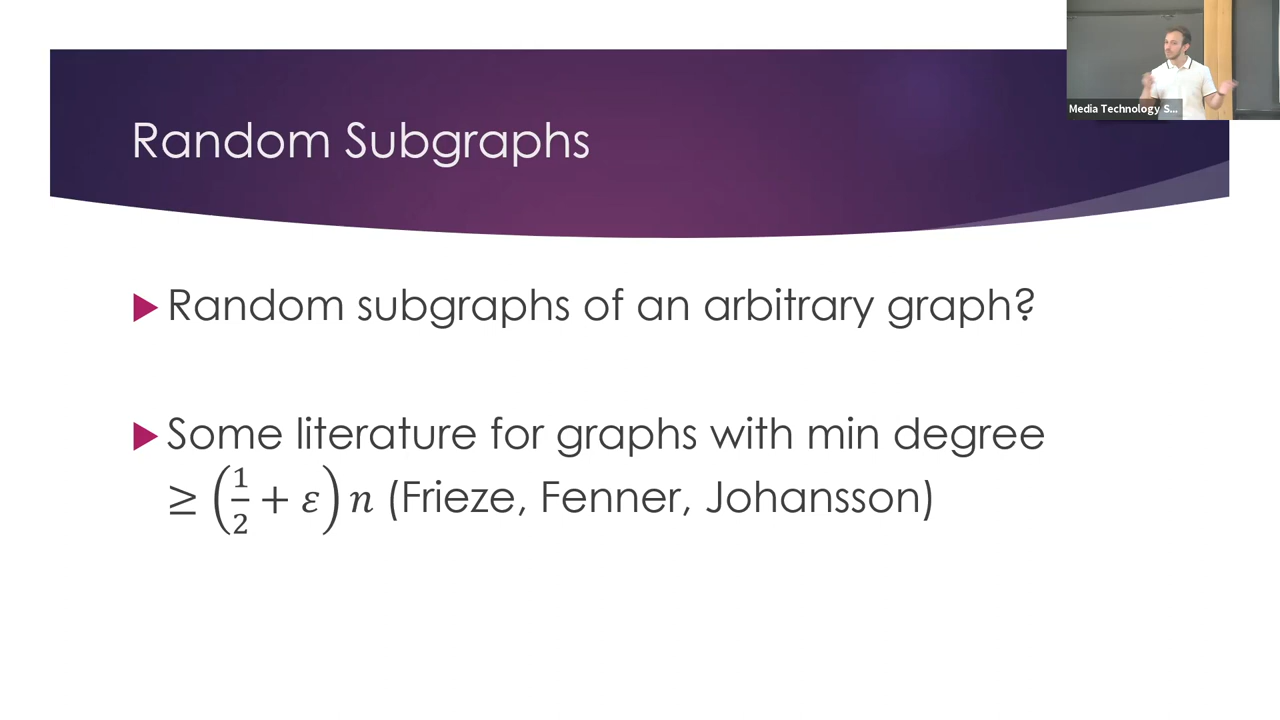 Media Technology S...
Random Subgraphs
Random subgraphs of an arbitrary graph?
Some literature for graphs with min degree
≥ (1/2 + ε) n (Frieze, Fenner, Johansson)